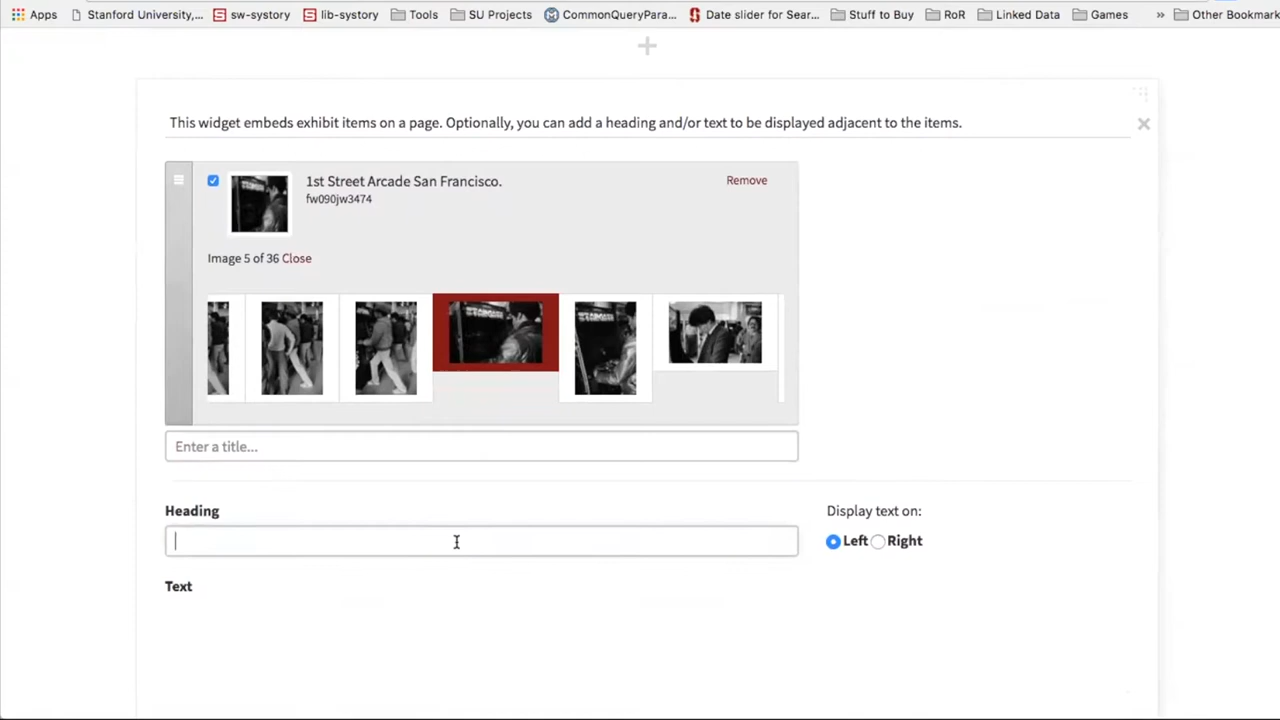 Apps Stanford University,... sw-systory lib-systory Tools SU Projects CommonQueryPara... Date slider for Sear... Stuff to Buy RoR Linked Data Games » Other Bookmark
This widget embeds exhibit items on a page. Optionally, you can add a heading and/or text to be displayed adjacent to the items.
1st Street Arcade San Francisco. Remove
fw090jw3474
Image 5 of 36 Close
Enter a title...
Heading Display text on:
Left Right
Text